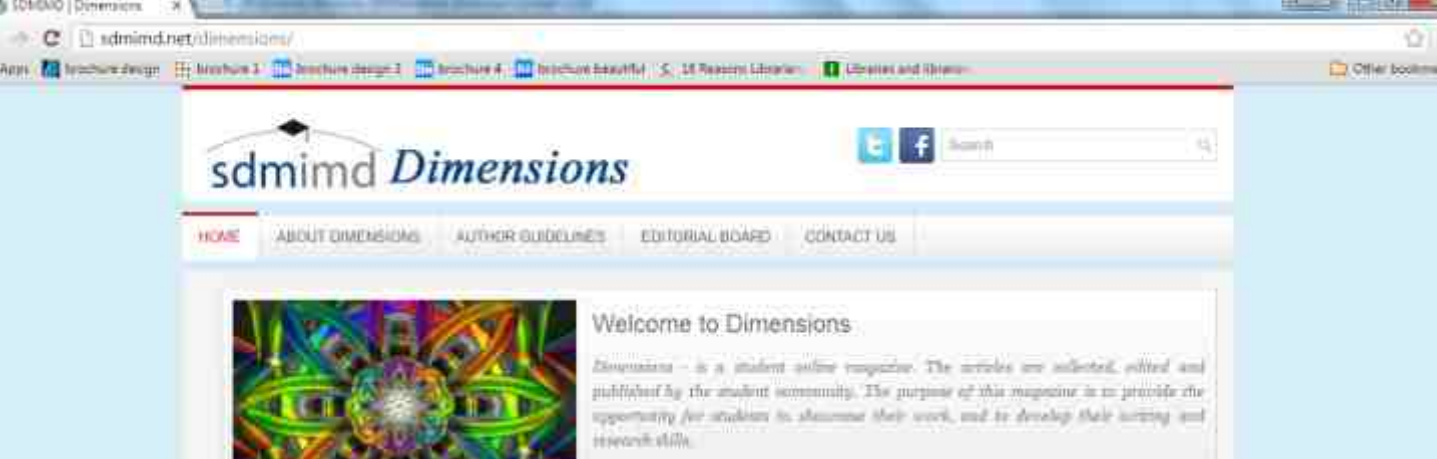 SDMIMD | Dimensions
sdmimd.net/dimensions/
Apps brochure design brochure 1 brochure design 2 brochure 4 brochure beautiful 16 Reasons Librarian Libraries and librarian Other bookma
sdmimd Dimensions
Search
HOME ABOUT DIMENSIONS AUTHOR GUIDELINES EDITORIAL BOARD CONTACT US
Welcome to Dimensions
Dimensions - is a student online magazine. The articles are collected, edited and
published by the student community. The purpose of this magazine is to provide the
opportunity for students to showcase their work, and to develop their writing and
research skills.